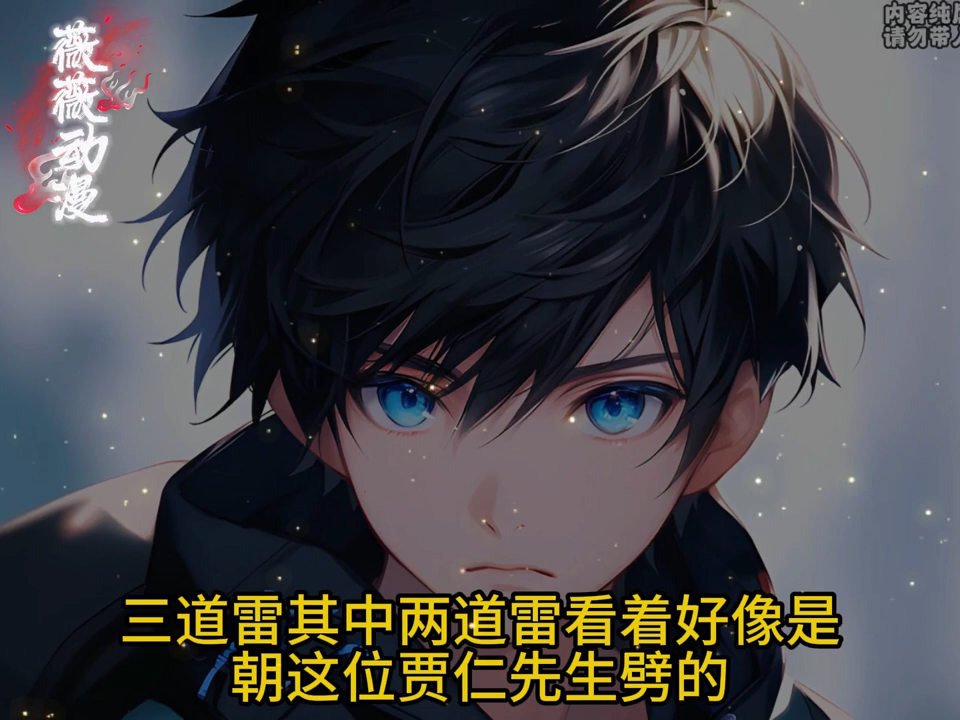 薇薇动漫
内容纯
请勿带
三道雷其中两道雷看着好像是
朝这位贾仁先生劈的